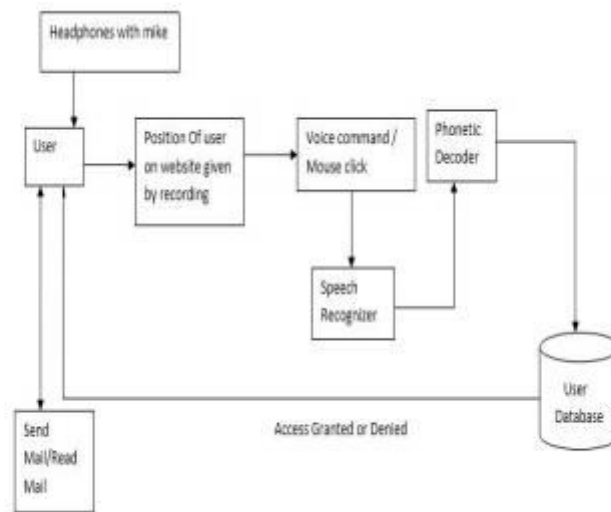 Headphones with mike
User
Position Of user
on website given
by recording
Voice command /
Mouse click
Phonetic
Decoder
Speech
Recognizer
User
Database
Access Granted or Denied
Send
Mail/Read
Mail